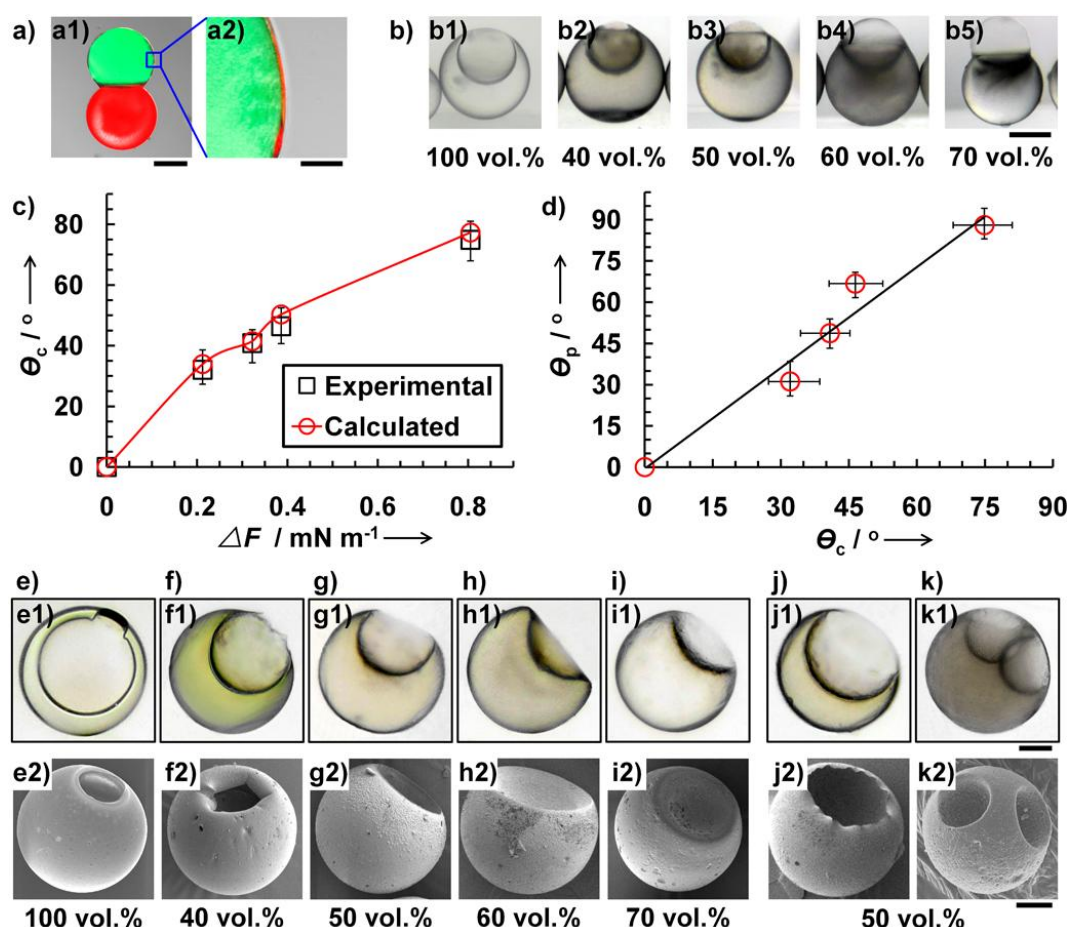 a) a1) a2) b) b1) b2) b3) b4) b5)
100 vol.% 40 vol.% 50 vol.% 60 vol.% 70 vol.%
c)
80
60
40
20
0
Ɵc / °
Experimental
Calculated
0 0.2 0.4 0.6 0.8
△F / mN m⁻¹
d)
90
75
60
45
30
15
0
Ɵp / °
0 15 30 45 60 75 90
Ɵc / °
e) f) g) h) i) j) k)
e1) f1) g1) h1) i1) j1) k1)
e2) f2) g2) h2) i2) j2) k2)
100 vol.% 40 vol.% 50 vol.% 60 vol.% 70 vol.% 50 vol.%